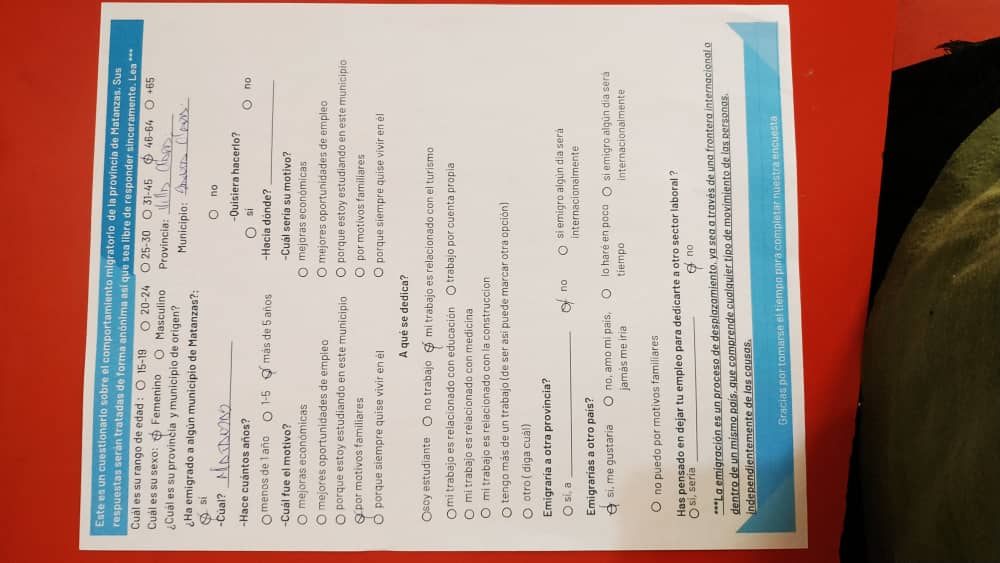 Este es un cuestionario sobre el comportamiento migratorio de la provincia de Matanzas. Sus
respuestas serán tratadas de forma anónima así que sea libre de responder sinceramente. Lea ***
Cuál es su rango de edad : 15-19 20-24 25-30 31-45 46-64 +65
Cuál es su sexo: Femenino Masculino
¿Cuál es su provincia y municipio de origen? Provincia: Villa Clara
¿Ha emigrado a algún municipio de Matanzas?: Municipio: Clara
si no
-Cual? Matanzas
-Quisiera hacerlo?
si no
-Hace cuántos años?
menos de 1 año 1-5 más de 5 años
-Hacia dónde?
-Cuál fue el motivo?
mejoras económicas
mejores oportunidades de empleo
porque estoy estudiando en este municipio
por motivos familiares
porque siempre quise vivir en él
-Cuál sería su motivo?
mejoras económicas
mejores oportunidades de empleo
porque estoy estudiando en este municipio
por motivos familiares
porque siempre quise vivir en él
A qué se dedica?
soy estudiante no trabajo mi trabajo es relacionado con el turismo
mi trabajo es relacionado con educación trabajo por cuenta propia
mi trabajo es relacionado con medicina
mi trabajo es relacionado con la construccion
tengo más de un trabajo (de ser así puede marcar otra opción)
otro ( diga cuál)
Emigraría a otra provincia?
si, a no si emigro algún día será
internacionalmente
Emigrarías a otro país?
si, me gustaria no, amo mi país, lo haré en poco si emigro algún día será
jamás me iría tiempo internacionalmente
no puedo por motivos familiares
Has pensado en dejar tu empleo para dedicarte a otro sector laboral ?
si, sería no
***La emigración es un proceso de desplazamiento, ya sea a través de una frontera internacional o
dentro de un mismo país, que comprende cualquier tipo de movimiento de las personas,
independientemente de las causas.
Gracias por tomarse el tiempo para completar nuestra encuesta